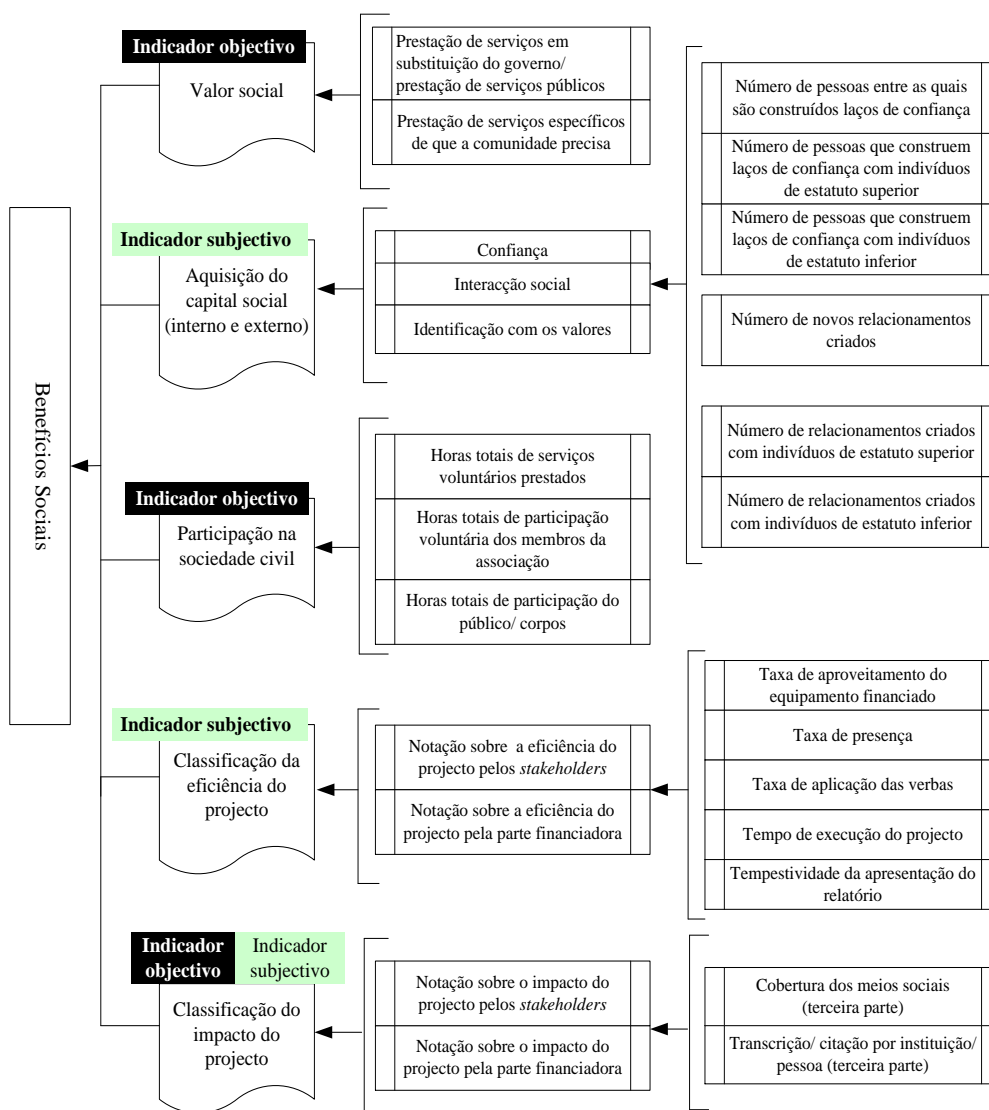 Benefícios Sociais
Indicador objectivo
Valor social
Prestação de serviços em
substituição do governo/
prestação de serviços públicos
Prestação de serviços específicos
de que a comunidade precisa
Indicador subjectivo
Aquisição do
capital social
(interno e externo)
Confiança
Interacção social
Identificação com os valores
Número de pessoas entre as quais
são construídos laços de confiança
Número de pessoas que construem
laços de confiança com indivíduos
de estatuto superior
Número de pessoas que construem
laços de confiança com indivíduos
de estatuto inferior
Número de novos relacionamentos
criados
Número de relacionamentos criados
com indivíduos de estatuto superior
Número de relacionamentos criados
com indivíduos de estatuto inferior
Indicador objectivo
Participação na
sociedade civil
Horas totais de serviços
voluntários prestados
Horas totais de participação
voluntária dos membros da
associação
Horas totais de participação do
público/ corpos
Indicador subjectivo
Classificação da
eficiência do
projecto
Notação sobre a eficiência do
projecto pelos stakeholders
Notação sobre a eficiência do
projecto pela parte financiadora
Taxa de aproveitamento do
equipamento financiado
Taxa de presença
Taxa de aplicação das verbas
Tempo de execução do projecto
Tempestividade da apresentação do
relatório
Indicador
objectivo
Indicador
subjectivo
Classificação do
impacto do
projecto
Notação sobre o impacto do
projecto pelos stakeholders
Notação sobre o impacto do
projecto pela parte financiadora
Cobertura dos meios sociais
(terceira parte)
Transcrição/ citação por instituição/
pessoa (terceira parte)